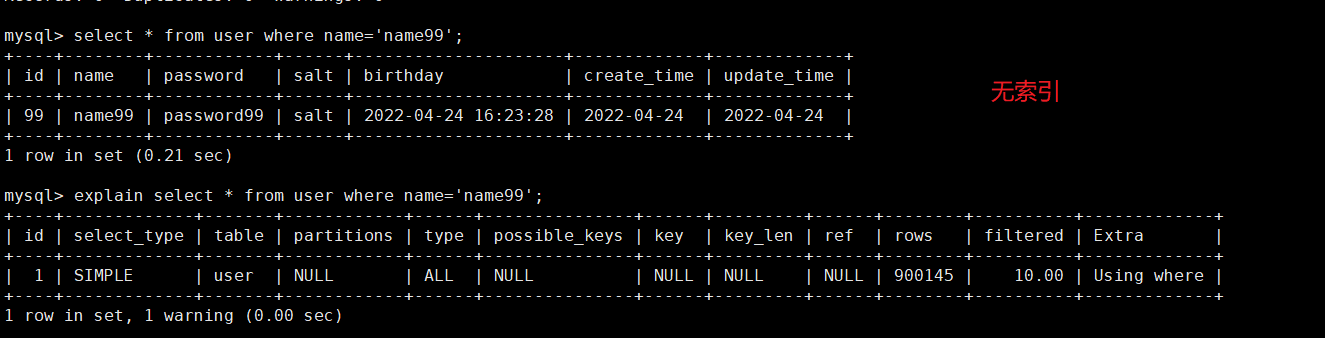 Records: 0  Duplicates: 0  Warnings: 0
mysql> select * from user where name='name99';
+----+--------+------------+------+---------------------+-------------+-------------+
| id | name   | password   | salt | birthday            | create_time | update_time |
+----+--------+------------+------+---------------------+-------------+-------------+
| 99 | name99 | password99 | salt | 2022-04-24 16:23:28 | 2022-04-24  | 2022-04-24  |
+----+--------+------------+------+---------------------+-------------+-------------+
无索引
1 row in set (0.21 sec)
mysql> explain select * from user where name='name99';
+----+-------------+-------+------------+------+---------------+------+---------+------+--------+----------+-------------+
| id | select_type | table | partitions | type | possible_keys | key  | key_len | ref  | rows   | filtered | Extra       |
+----+-------------+-------+------------+------+---------------+------+---------+------+--------+----------+-------------+
|  1 | SIMPLE      | user  | NULL       | ALL  | NULL          | NULL | NULL    | NULL | 900145 |    10.00 | Using where |
+----+-------------+-------+------------+------+---------------+------+---------+------+--------+----------+-------------+
1 row in set, 1 warning (0.00 sec)